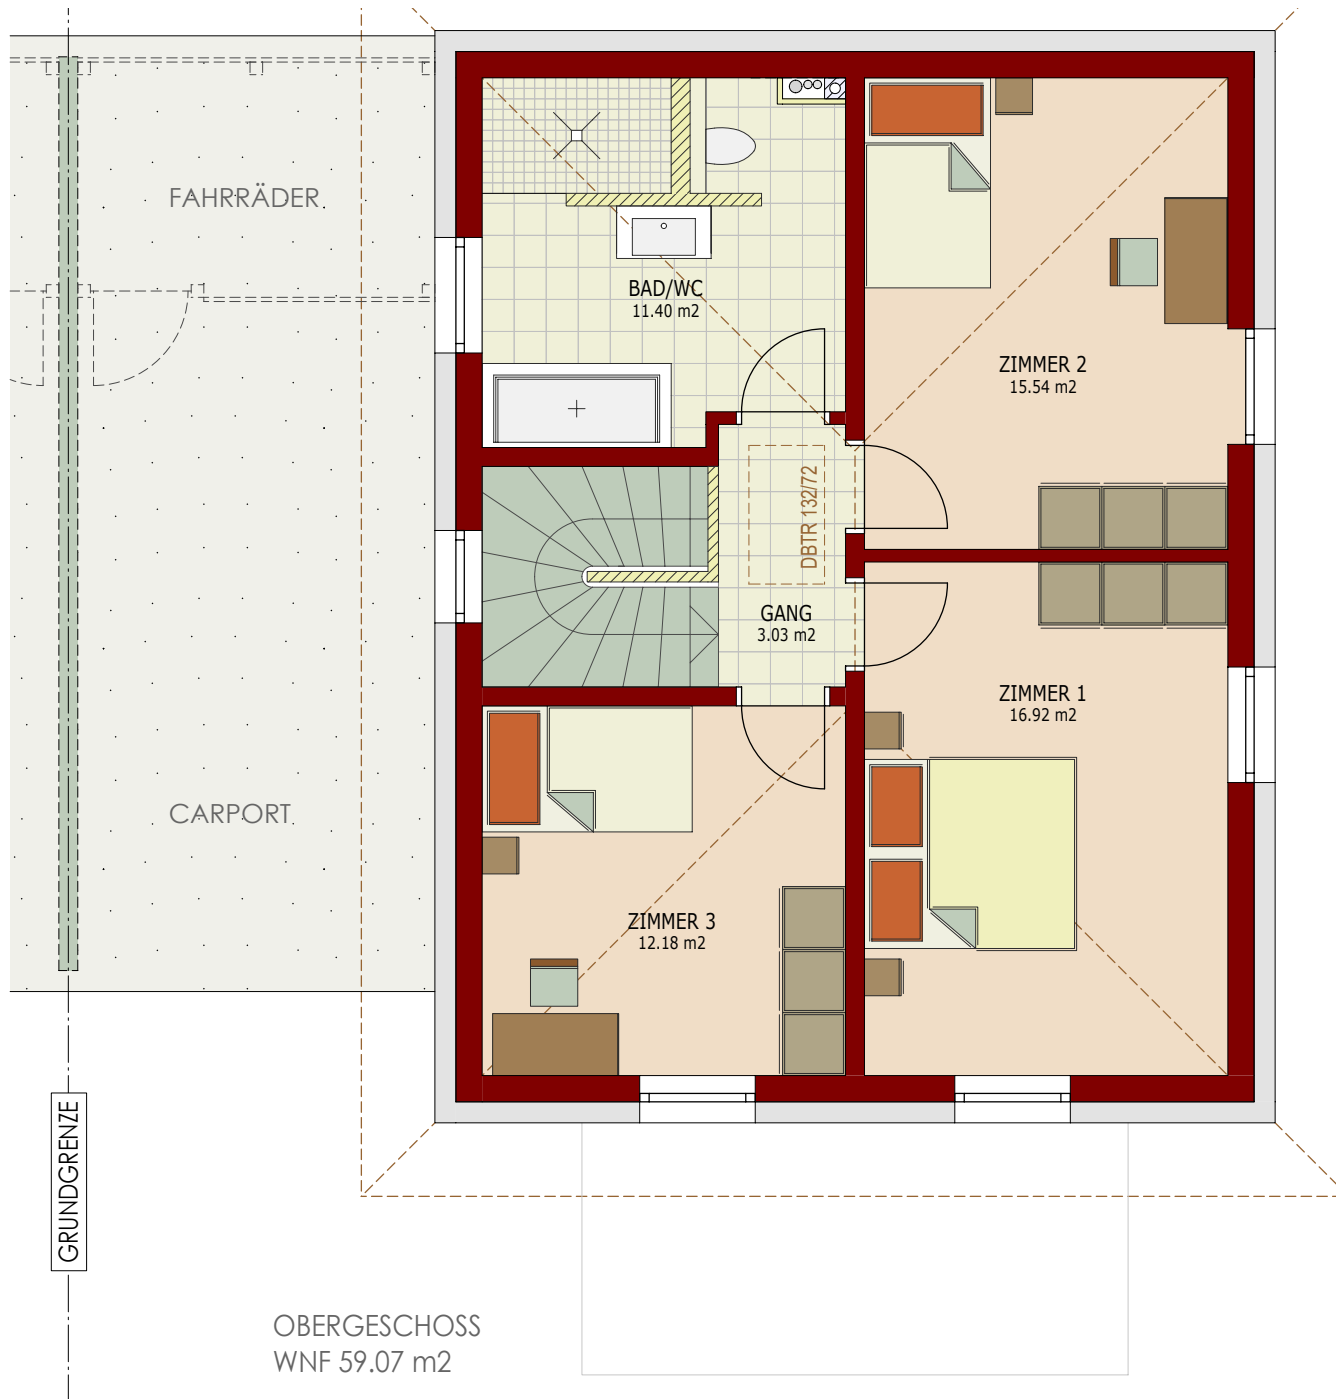 FAHRRÄDER
BAD/WC
11.40 m2
ZIMMER 2
15.54 m2
DBTR 132/72
GANG
3.03 m2
ZIMMER 1
16.92 m2
CARPORT
ZIMMER 3
12.18 m2
GRUNDGRENZE
OBERGESCHOSS
WNF 59.07 m2